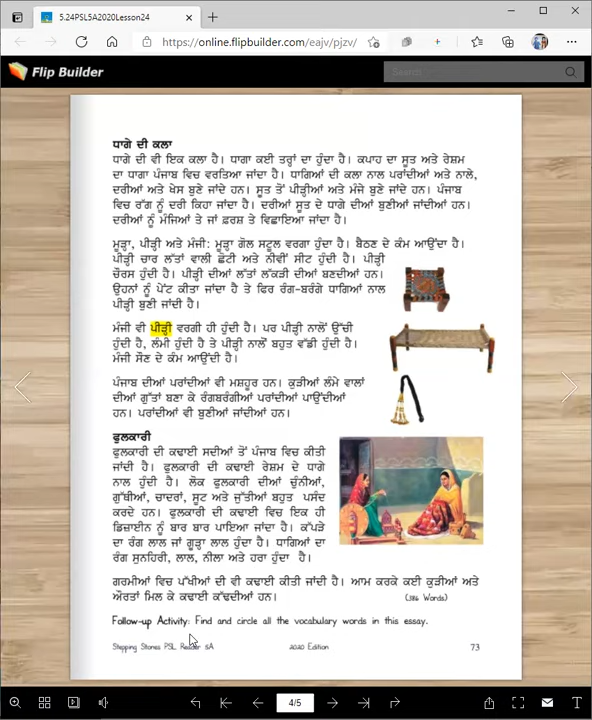 5.24PSL5A2020Lesson24
https://online.flipbuilder.com/eajv/pjzv/
Flip Builder
Search
ਧਾਗੇ ਦੀ ਕਲਾ
ਧਾਗੇ ਦੀ ਵੀ ਇਕ ਕਲਾ ਹੈ। ਧਾਗਾ ਕਈ ਤਰ੍ਹਾਂ ਦਾ ਹੁੰਦਾ ਹੈ। ਕਪਾਹ ਦਾ ਸੂਤ ਅਤੇ ਰੇਸ਼ਮ
ਦਾ ਧਾਗਾ ਪੰਜਾਬ ਵਿਚ ਵਰਤਿਆ ਜਾਂਦਾ ਹੈ। ਧਾਗਿਆਂ ਦੀ ਕਲਾ ਨਾਲ ਪਰਾਂਦੀਆਂ ਅਤੇ ਨਾਲੇ,
ਦਰੀਆਂ ਅਤੇ ਖੇਸ ਬੁਣੇ ਜਾਂਦੇ ਹਨ। ਸੂਤ ਤੋਂ ਪੀੜ੍ਹੀਆਂ ਅਤੇ ਮੰਜੇ ਬੁਣੇ ਜਾਂਦੇ ਹਨ। ਪੰਜਾਬ
ਵਿਚ ਰੱਗ ਨੂੰ ਦਰੀ ਕਿਹਾ ਜਾਂਦਾ ਹੈ। ਦਰੀਆਂ ਸੂਤ ਦੇ ਧਾਗੇ ਦੀਆਂ ਬੁਣੀਆਂ ਜਾਂਦੀਆਂ ਹਨ।
ਦਰੀਆਂ ਨੂੰ ਮੰਜਿਆਂ ਤੇ ਜਾਂ ਫ਼ਰਸ਼ ਤੇ ਵਿਛਾਇਆ ਜਾਂਦਾ ਹੈ।
ਮੂੜ੍ਹਾ, ਪੀੜ੍ਹੀ ਅਤੇ ਮੰਜੀ: ਮੂੜ੍ਹਾ ਗੋਲ ਸਟੂਲ ਵਰਗਾ ਹੁੰਦਾ ਹੈ। ਬੈਠਣ ਦੇ ਕੰਮ ਆਉਂਦਾ ਹੈ।
ਪੀੜ੍ਹੀ ਚਾਰ ਲੱਤਾਂ ਵਾਲੀ ਛੋਟੀ ਅਤੇ ਨੀਵੀਂ ਸੀਟ ਹੁੰਦੀ ਹੈ। ਪੀੜ੍ਹੀ
ਚੌਰਸ ਹੁੰਦੀ ਹੈ। ਪੀੜ੍ਹੀ ਦੀਆਂ ਲੱਤਾਂ ਲੱਕੜੀ ਦੀਆਂ ਬਣਦੀਆਂ ਹਨ।
ਉਹਨਾਂ ਨੂੰ ਪੇਂਟ ਕੀਤਾ ਜਾਂਦਾ ਹੈ ਤੇ ਫਿਰ ਰੰਗ-ਬਰੰਗੇ ਧਾਗਿਆਂ ਨਾਲ
ਪੀੜ੍ਹੀ ਬੁਣੀ ਜਾਂਦੀ ਹੈ।
ਮੰਜੀ ਵੀ ਪੀੜ੍ਹੀ ਵਰਗੀ ਹੀ ਹੁੰਦੀ ਹੈ। ਪਰ ਪੀੜ੍ਹੀ ਨਾਲੋਂ ਉੱਚੀ
ਹੁੰਦੀ ਹੈ, ਲੰਮੀ ਹੁੰਦੀ ਹੈ ਤੇ ਪੀੜ੍ਹੀ ਨਾਲੋਂ ਬਹੁਤ ਵੱਡੀ ਹੁੰਦੀ ਹੈ।
ਮੰਜੀ ਸੌਣ ਦੇ ਕੰਮ ਆਉਂਦੀ ਹੈ।
ਪੰਜਾਬ ਦੀਆਂ ਪਰਾਂਦੀਆਂ ਵੀ ਮਸ਼ਹੂਰ ਹਨ। ਕੁੜੀਆਂ ਲੰਮੇ ਵਾਲਾਂ
ਦੀਆਂ ਗੁੱਤਾਂ ਬਣਾ ਕੇ ਰੰਗਬਰੰਗੀਆਂ ਪਰਾਂਦੀਆਂ ਪਾਉਂਦੀਆਂ
ਹਨ। ਪਰਾਂਦੀਆਂ ਵੀ ਬੁਣੀਆਂ ਜਾਂਦੀਆਂ ਹਨ।
ਫੁਲਕਾਰੀ
ਫੁਲਕਾਰੀ ਦੀ ਕਢਾਈ ਸਦੀਆਂ ਤੋਂ ਪੰਜਾਬ ਵਿਚ ਕੀਤੀ
ਜਾਂਦੀ ਹੈ। ਫੁਲਕਾਰੀ ਦੀ ਕਢਾਈ ਰੇਸ਼ਮ ਦੇ ਧਾਗੇ
ਨਾਲ ਹੁੰਦੀ ਹੈ। ਲੋਕ ਫੁਲਕਾਰੀ ਦੀਆਂ ਚੁੰਨੀਆਂ,
ਗੁੱਥੀਆਂ, ਚਾਦਰਾਂ, ਸੂਟ ਅਤੇ ਜੁੱਤੀਆਂ ਬਹੁਤ ਪਸੰਦ
ਕਰਦੇ ਹਨ। ਫੁਲਕਾਰੀ ਦੀ ਕਢਾਈ ਵਿਚ ਇਕ ਹੀ
ਡਿਜ਼ਾਈਨ ਨੂੰ ਬਾਰ ਬਾਰ ਪਾਇਆ ਜਾਂਦਾ ਹੈ। ਕੱਪੜੇ
ਦਾ ਰੰਗ ਲਾਲ ਜਾਂ ਗੂੜ੍ਹਾ ਲਾਲ ਹੁੰਦਾ ਹੈ। ਧਾਗਿਆਂ ਦਾ
ਰੰਗ ਸੁਨਹਿਰੀ, ਲਾਲ, ਨੀਲਾ ਅਤੇ ਹਰਾ ਹੁੰਦਾ ਹੈ।
ਗਰਮੀਆਂ ਵਿਚ ਪੱਖੀਆਂ ਦੀ ਵੀ ਕਢਾਈ ਕੀਤੀ ਜਾਂਦੀ ਹੈ। ਆਮ ਕਰਕੇ ਕਈ ਕੁੜੀਆਂ ਅਤੇ
ਔਰਤਾਂ ਮਿਲ ਕੇ ਕਢਾਈ ਕੱਢਦੀਆਂ ਹਨ। (386 Words)
Follow-up Activity: Find and circle all the vocabulary words in this essay.
Stepping Stones PSL Reader 5A 2020 Edition 73
4/5